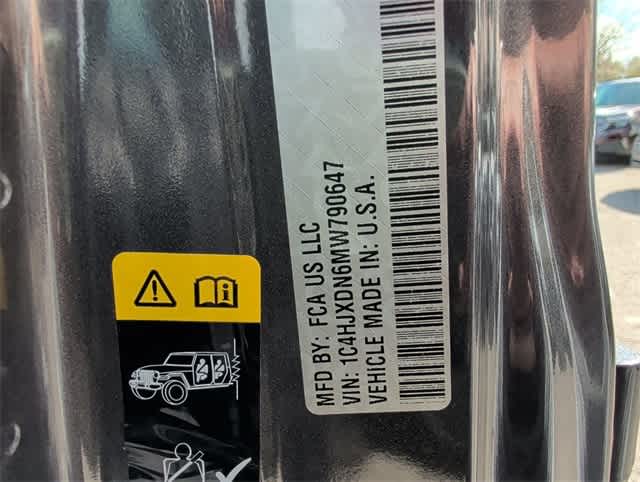 MFD BY: FCA US LLC
VIN: 1C4HJXDN6MW790647
VEHICLE MADE IN: U.S.A.